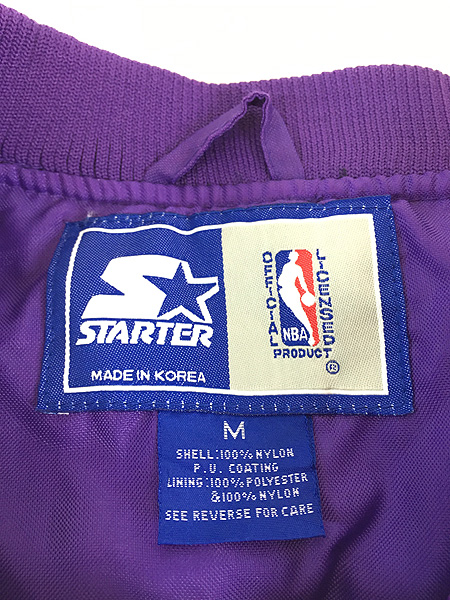 STARTER
MADE IN KOREA
OFFICIAL
LICENSED
NBA
PRODUCT
M
SHELL:100% NYLON
P.U. COATING
LINING:100% POLYESTER
&100% NYLON
SEE REVERSE FOR CARE